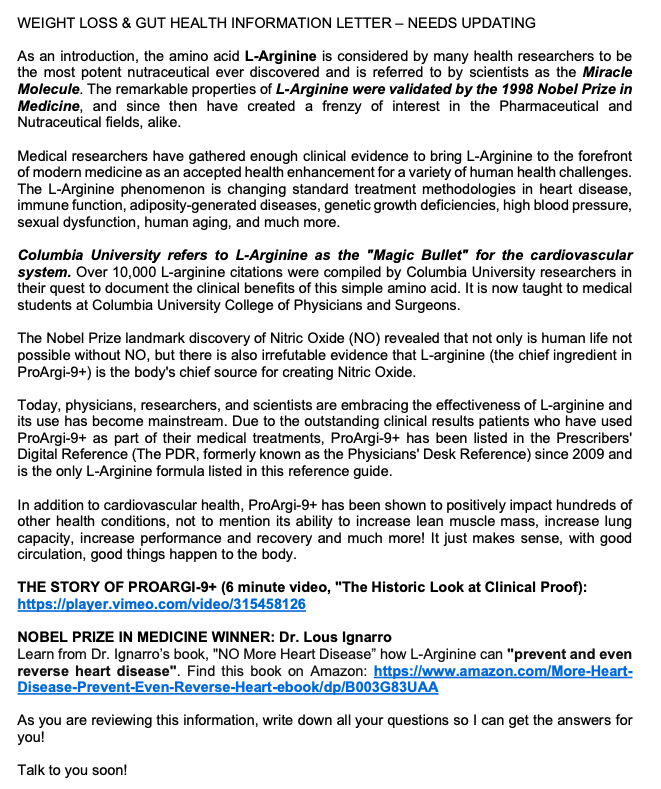 WEIGHT LOSS & GUT HEALTH INFORMATION LETTER – NEEDS UPDATING
As an introduction, the amino acid L-Arginine is considered by many health researchers to be
the most potent nutraceutical ever discovered and is referred to by scientists as the Miracle
Molecule. The remarkable properties of L-Arginine were validated by the 1998 Nobel Prize in
Medicine, and since then have created a frenzy of interest in the Pharmaceutical and
Nutraceutical fields, alike.
Medical researchers have gathered enough clinical evidence to bring L-Arginine to the forefront
of modern medicine as an accepted health enhancement for a variety of human health challenges.
The L-Arginine phenomenon is changing standard treatment methodologies in heart disease,
immune function, adiposity-generated diseases, genetic growth deficiencies, high blood pressure,
sexual dysfunction, human aging, and much more.
Columbia University refers to L-Arginine as the "Magic Bullet" for the cardiovascular
system. Over 10,000 L-arginine citations were compiled by Columbia University researchers in
their quest to document the clinical benefits of this simple amino acid. It is now taught to medical
students at Columbia University College of Physicians and Surgeons.
The Nobel Prize landmark discovery of Nitric Oxide (NO) revealed that not only is human life not
possible without NO, but there is also irrefutable evidence that L-arginine (the chief ingredient in
ProArgi-9+) is the body's chief source for creating Nitric Oxide.
Today, physicians, researchers, and scientists are embracing the effectiveness of L-arginine and
its use has become mainstream. Due to the outstanding clinical results patients who have used
ProArgi-9+ as part of their medical treatments, ProArgi-9+ has been listed in the Prescribers'
Digital Reference (The PDR, formerly known as the Physicians' Desk Reference) since 2009 and
is the only L-Arginine formula listed in this reference guide.
In addition to cardiovascular health, ProArgi-9+ has been shown to positively impact hundreds of
other health conditions, not to mention its ability to increase lean muscle mass, increase lung
capacity, increase performance and recovery and much more! It just makes sense, with good
circulation, good things happen to the body.
THE STORY OF PROARGI-9+ (6 minute video, "The Historic Look at Clinical Proof):
https://player.vimeo.com/video/315458126
NOBEL PRIZE IN MEDICINE WINNER: Dr. Lous Ignarro
Learn from Dr. Ignarro's book, "NO More Heart Disease” how L-Arginine can "prevent and even
reverse heart disease". Find this book on Amazon: https://www.amazon.com/More-Heart-
Disease-Prevent-Even-Reverse-Heart-ebook/dp/B003G83UAA
As you are reviewing this information, write down all your questions so I can get the answers for
you!
Talk to you soon!